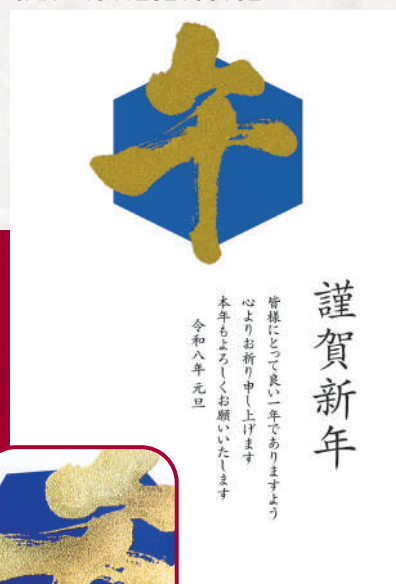 午
謹賀新年
皆様にとって良い一年でありますよう
心よりお祈り申し上げます
本年もよろしくお願いいたします
令和八年元旦